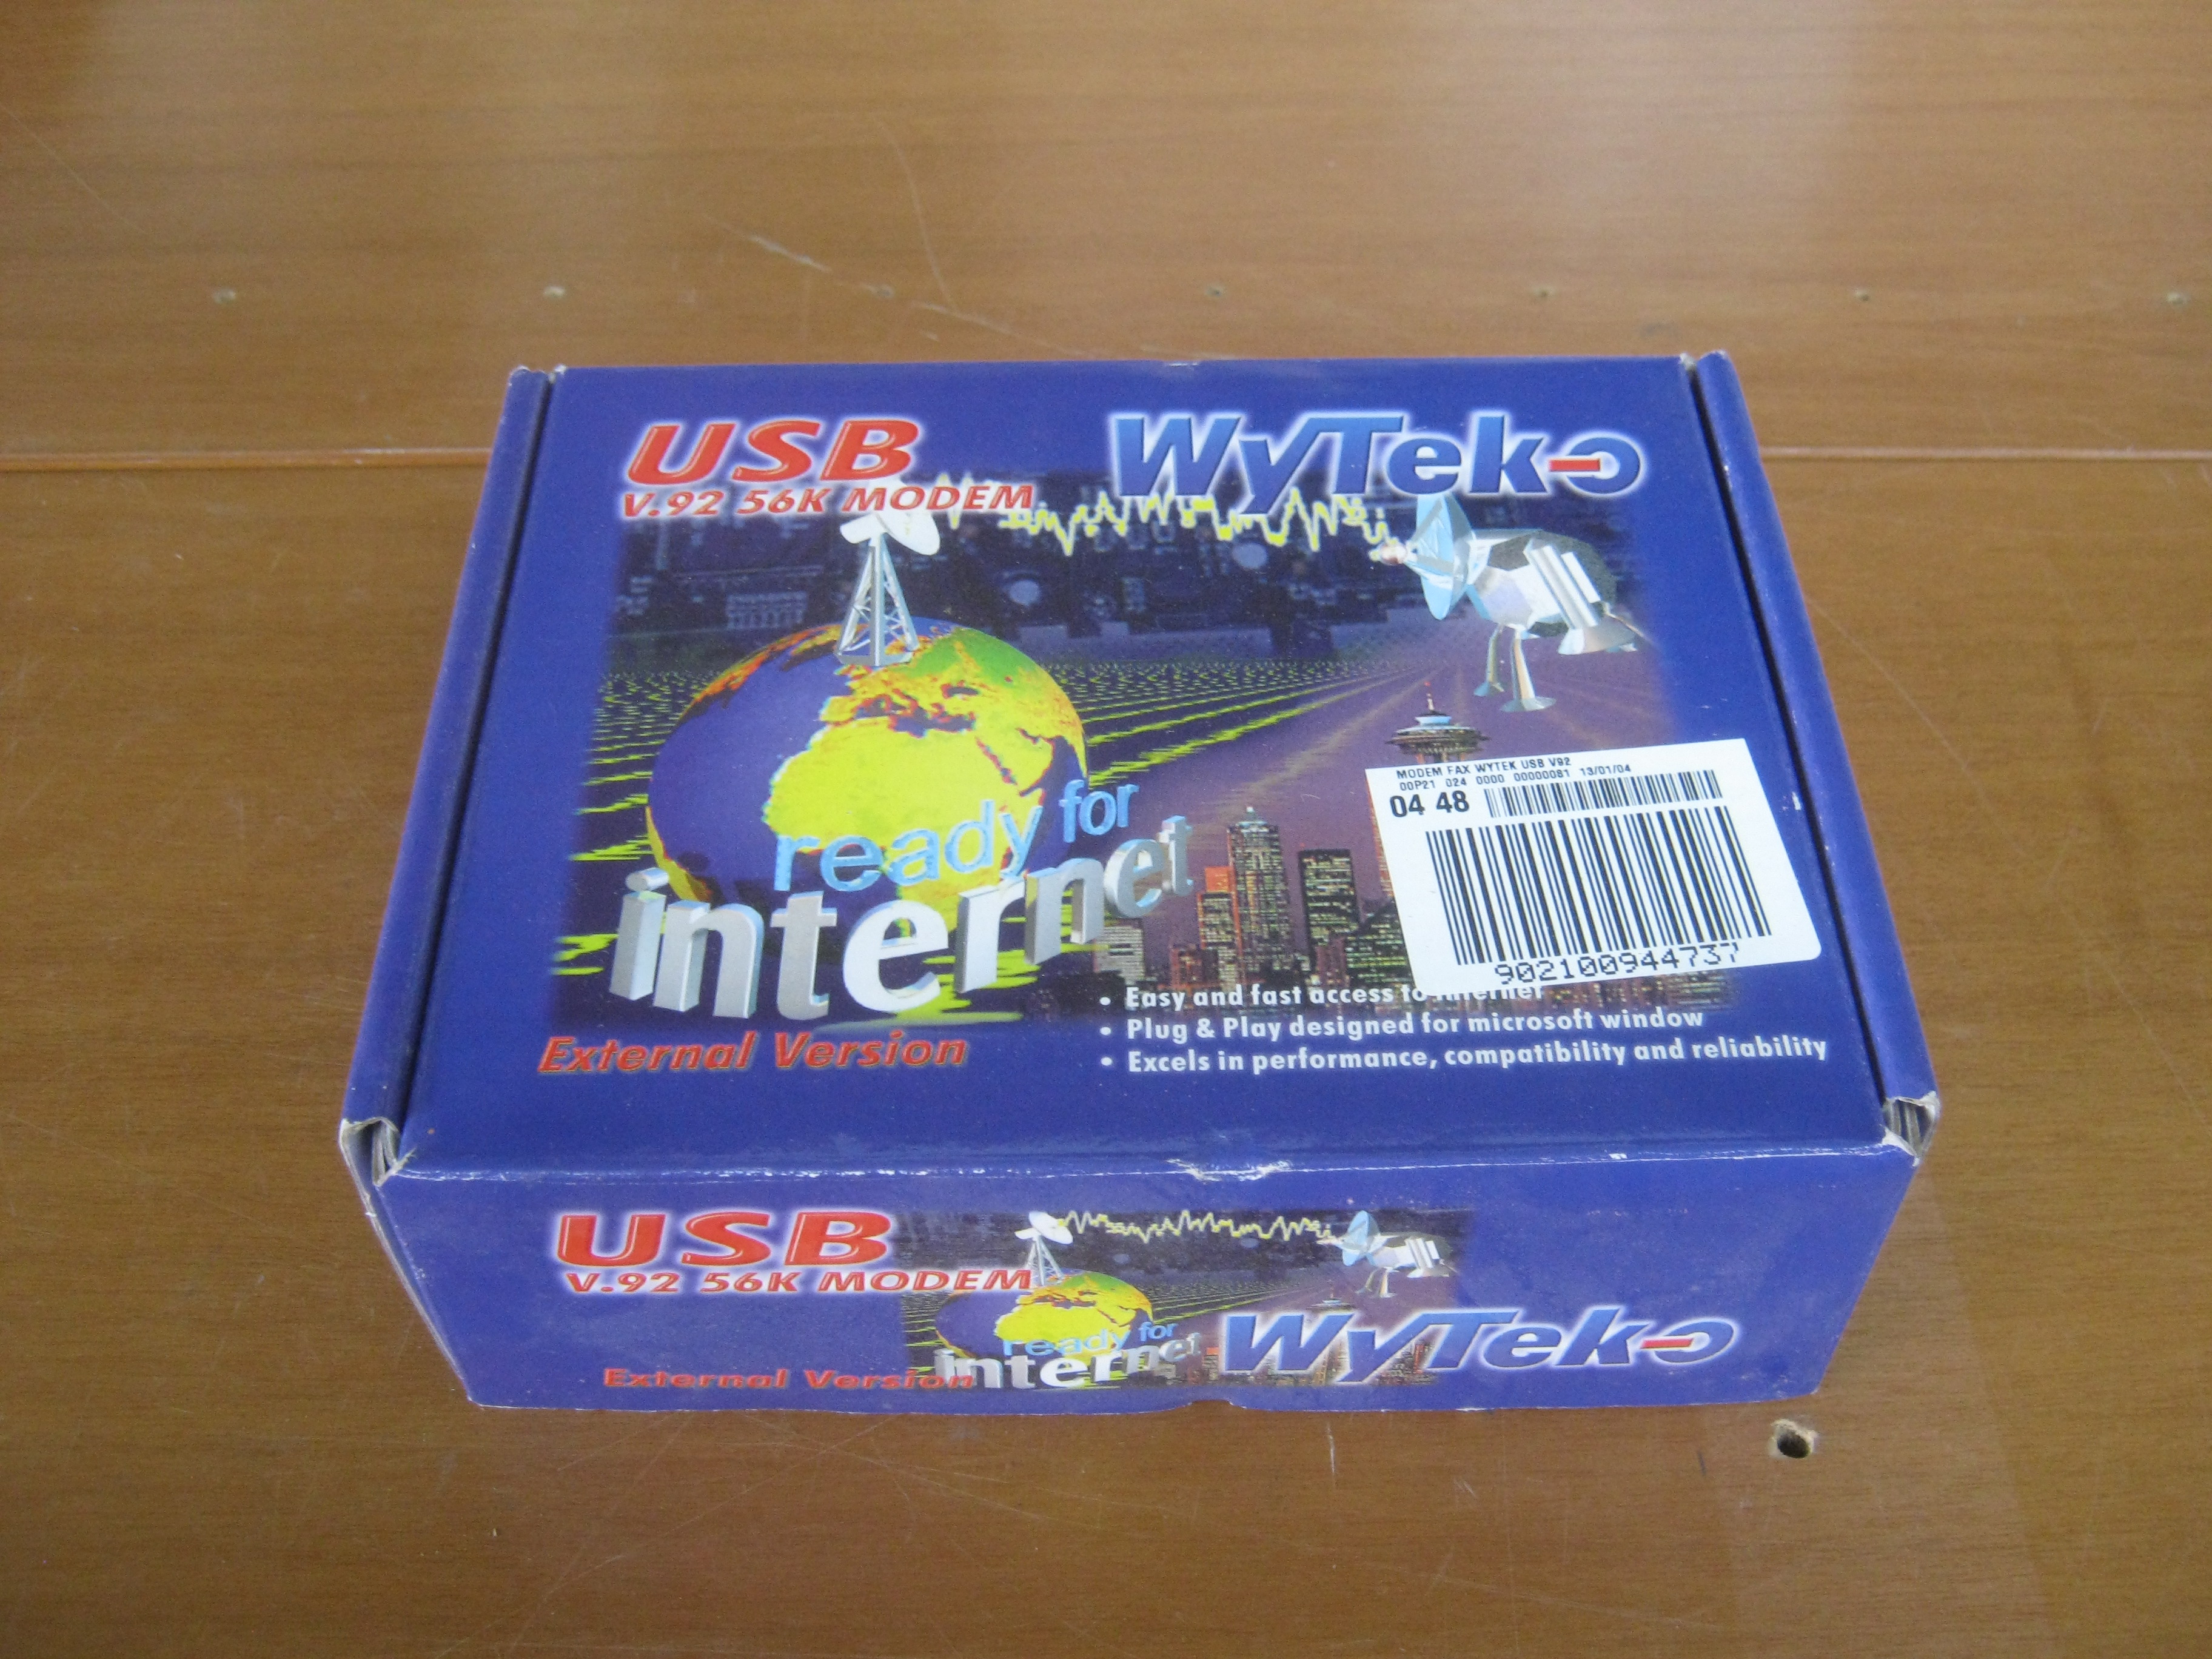 USB
V.92 56K MODEM
WyTek
MODEM FAX WYTEK USB V92
00P21 024 0000 00000081 13/01/04
04 48
902100944737
ready for
internet
External Version
• Easy and fast access to Internet
• Plug & Play designed for microsoft window
• Excels in performance, compatibility and reliability
USB
V.92 56K MODEM
ready for
internet
WyTek
External Version